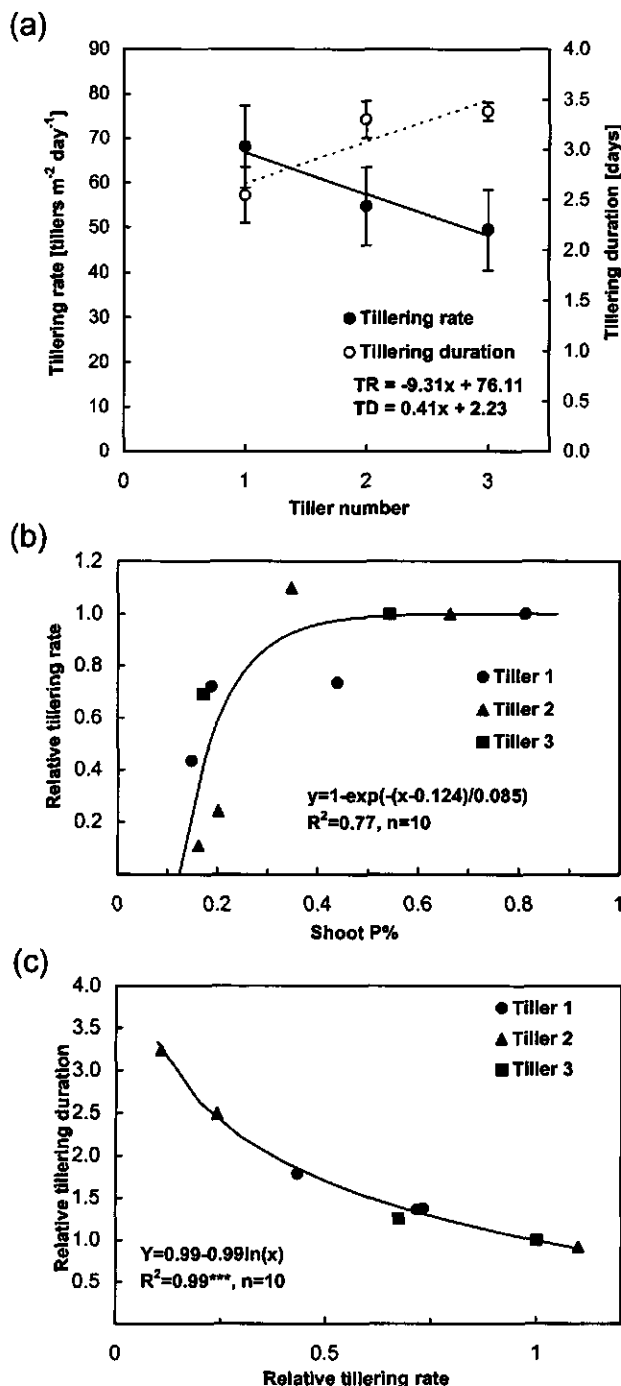 (a)
90
80
70
60
50
40
30
20
10
0
Tillering rate [tillers m-2 day-1]
4.0
3.5
3.0
2.5
2.0
1.5
1.0
0.5
0.0
Tillering duration [days]
Tillering rate
Tillering duration
TR = -9.31x + 76.11
TD = 0.41x + 2.23
0 1 2 3
Tiller number
(b)
1.2
1.0
0.8
0.6
0.4
0.2
Relative tillering rate
Tiller 1
Tiller 2
Tiller 3
y=1-exp(-(x-0.124)/0.085)
R2=0.77, n=10
0 0.2 0.4 0.6 0.8 1
Shoot P%
(c)
4.0
3.5
3.0
2.5
2.0
1.5
1.0
0.5
Relative tillering duration
Tiller 1
Tiller 2
Tiller 3
Y=0.99-0.99ln(x)
R2=0.99***, n=10
0 0.5 1
Relative tillering rate